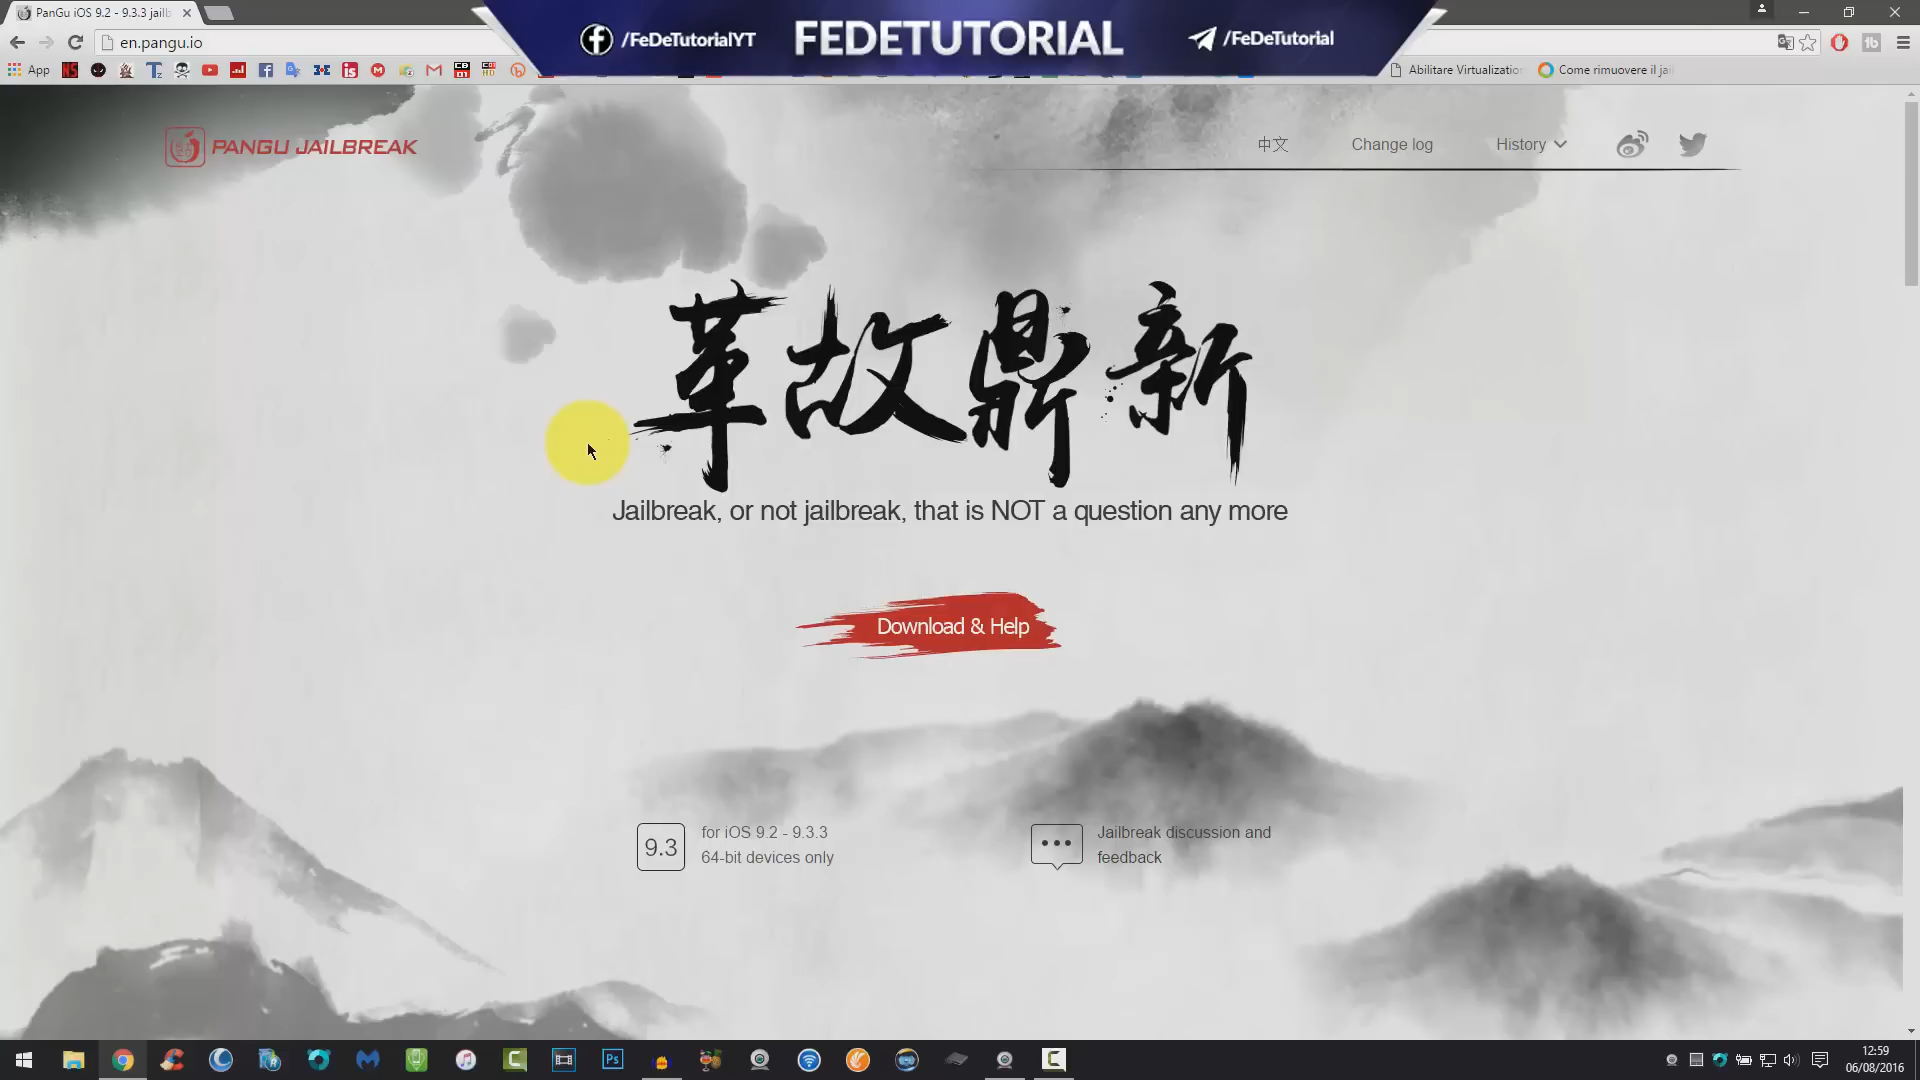 PanGu iOS 9.2 - 9.3.3 jailb
/FeDeTutorialYT
FEDETUTORIAL
/FeDeTutorial
en.pangu.io
App
Abilitare Virtualizatio
Come rimuovere il jai
PANGU JAILBREAK
中文
Change log
History
革故鼎新
Jailbreak, or not jailbreak, that is NOT a question any more
Download & Help
9.3
for iOS 9.2 - 9.3.3
64-bit devices only
Jailbreak discussion and
feedback
12:59
06/08/2016